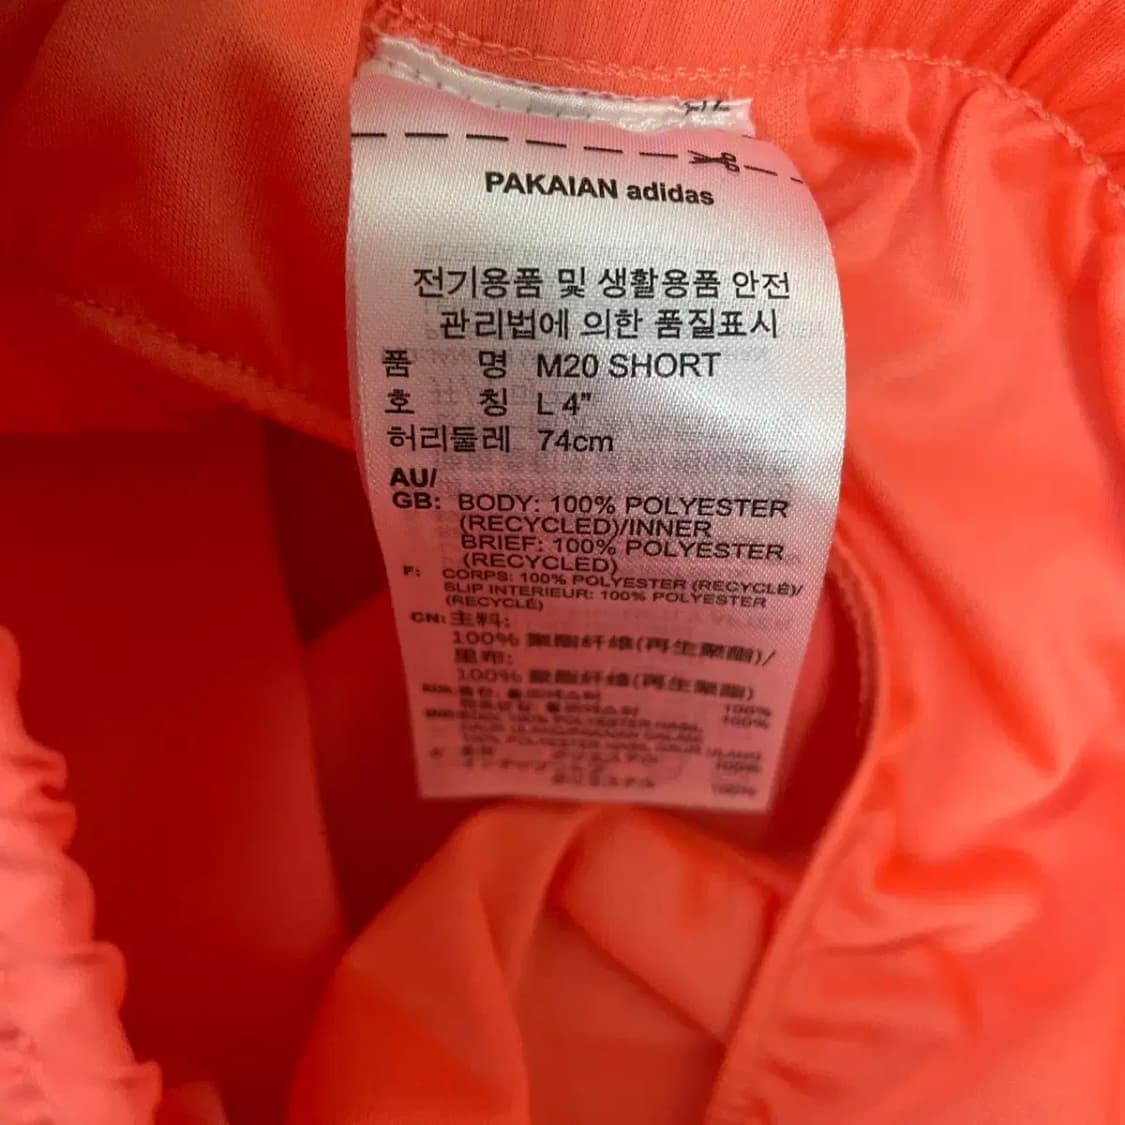 PAKAIAN adidas
전기용품 및 생활용품 안전
관리법에 의한 품질표시
품 명 M20 SHORT
호 칭 L 4"
허리둘레 74cm
AU/
GB: BODY: 100% POLYESTER
(RECYCLED)/INNER
BRIEF: 100% POLYESTER
(RECYCLED)
F: CORPS: 100% POLYESTER (RECYCLÉ)/
SLIP INTERIEUR: 100% POLYESTER
(RECYCLÉ)
CN: 主料:
100% 聚酯纤维(再生聚酯)/
里布:
100% 聚酯纤维(再生聚酯)
100%
100%
100%
100%